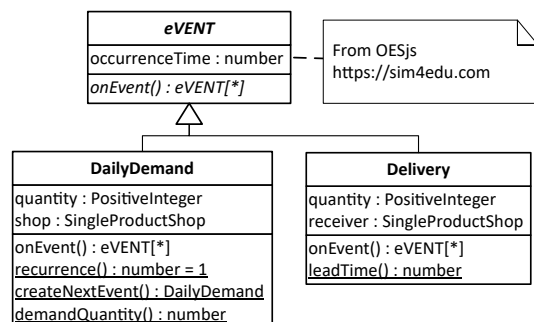 eVENT
occurrenceTime : number
onEvent() : eVENT[*]
From OESjs
https://sim4edu.com
DailyDemand
quantity : PositiveInteger
shop : SingleProductShop
onEvent() : eVENT[*]
recurrence() : number = 1
createNextEvent() : DailyDemand
demandQuantity() : number
Delivery
quantity : PositiveInteger
receiver : SingleProductShop
onEvent() : eVENT[*]
leadTime() : number